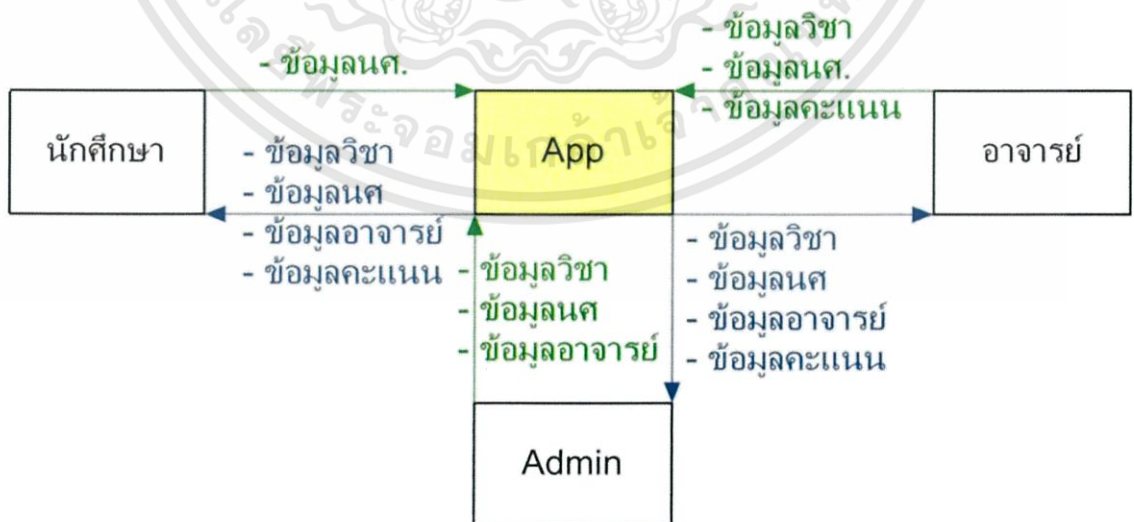 - ข้อมูลนศ.
- ข้อมูลวิชา
- ข้อมูลนศ.
- ข้อมูลคะแนน
นักศึกษา
App
อาจารย์
- ข้อมูลวิชา
- ข้อมูลนศ
- ข้อมูลอาจารย์
- ข้อมูลคะแนน
- ข้อมูลวิชา
- ข้อมูลนศ
- ข้อมูลอาจารย์
- ข้อมูลวิชา
- ข้อมูลนศ
- ข้อมูลอาจารย์
- ข้อมูลคะแนน
Admin